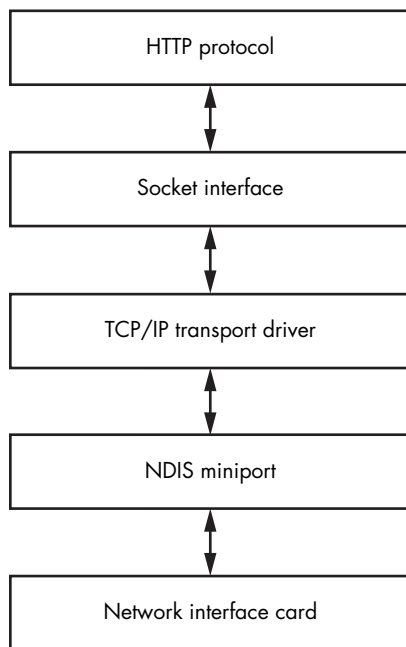 HTTP protocol
Socket interface
TCP/IP transport driver
NDIS miniport
Network interface card